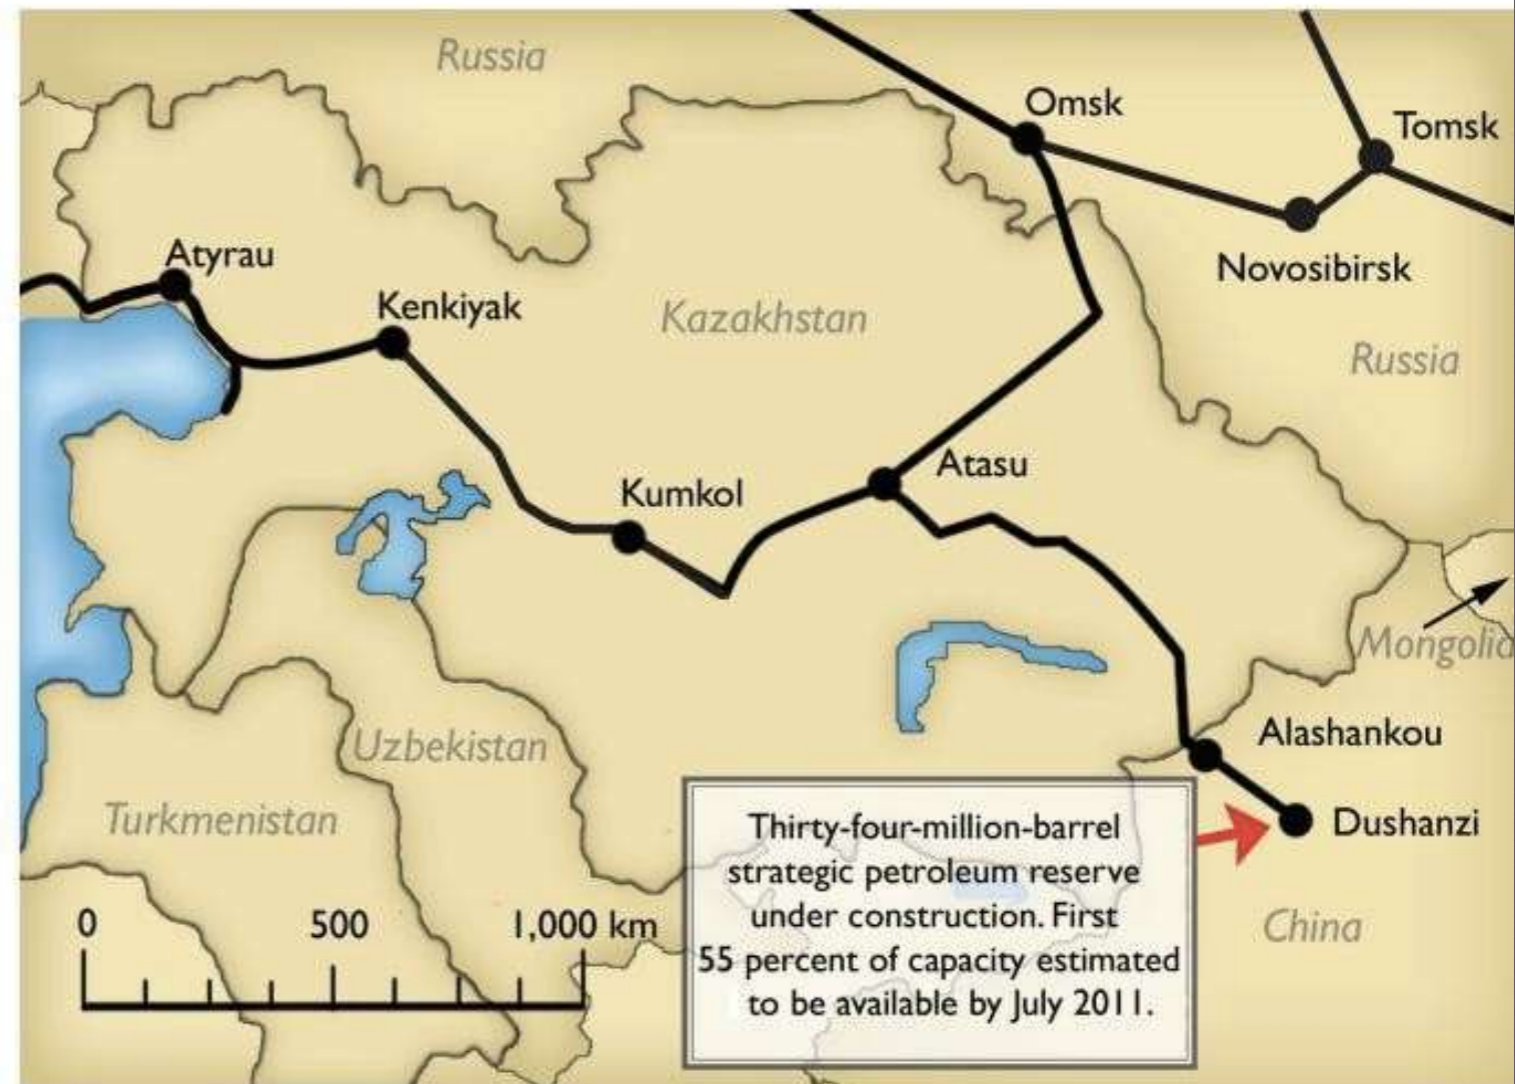 Russia
Omsk
Tomsk
Atyrau
Novosibirsk
Kenkiyak
Kazakhstan
Russia
Atasu
Kumkol
Mongolia
Alashankou
Uzbekistan
Turkmenistan
Dushanzi
Thirty-four-million-barrel
strategic petroleum reserve
under construction. First
55 percent of capacity estimated
to be available by July 2011.
0 500 1,000 km
China